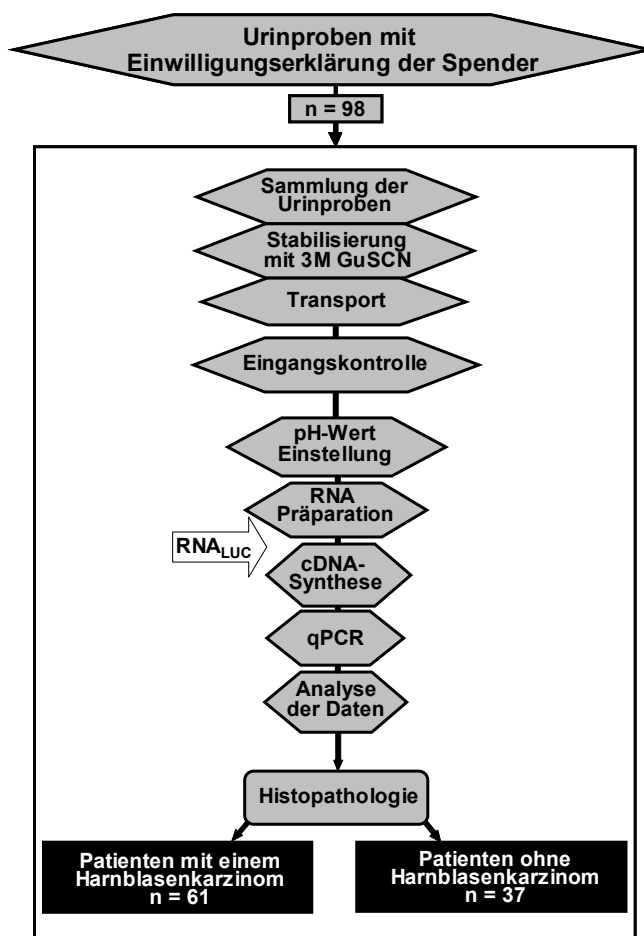 Urinproben mit
Einwilligungserklärung der Spender
n = 98
Sammlung der
Urinproben
Stabilisierung
mit 3M GuSCN
Transport
Eingangskontrolle
pH-Wert
Einstellung
RNA
Präparation
RNALUC
cDNA-
Synthese
qPCR
Analyse
der Daten
Histopathologie
Patienten mit einem
Harnblasenkarzinom
n = 61
Patienten ohne
Harnblasenkarzinom
n = 37